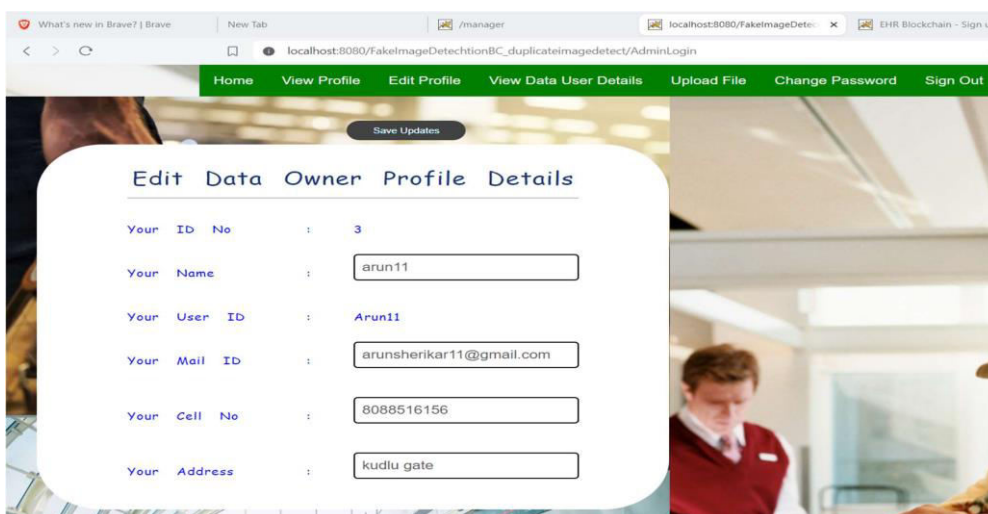 What's new in Brave? | Brave New Tab /manager localhost:8080/FakeImageDetec EHR Blockchain - Sign u
localhost:8080/FakeImageDetechtionBC_duplicateimagedetect/AdminLogin
Home View Profile Edit Profile View Data User Details Upload File Change Password Sign Out
Save Updates
Edit Data Owner Profile Details
Your ID No : 3
Your Name : arun11
Your User ID : Arun11
Your Mail ID : arunsherikar11@gmail.com
Your Cell No : 8088516156
Your Address : kudlu gate